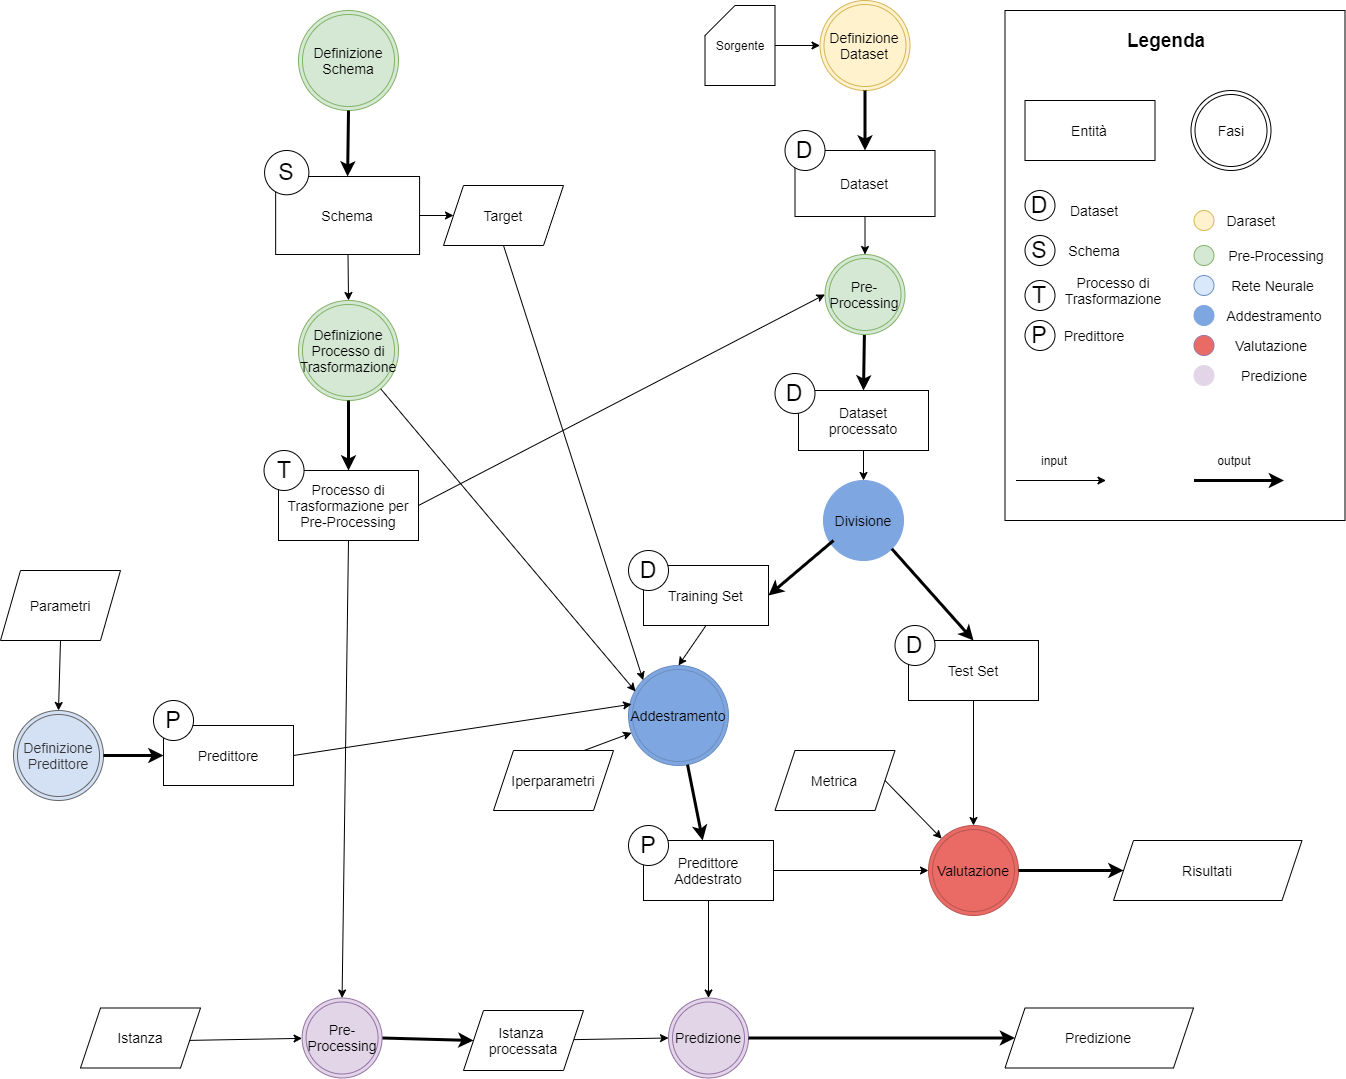 Definizione
Schema
Sorgente
Definizione
Dataset
Legenda
Entità
Fasi
D
Dataset
S
Schema
T
Processo di
Trasformazione
P
Predittore
Daraset
Pre-Processing
Rete Neurale
Addestramento
Valutazione
Predizione
input
output
S
Schema
Target
D
Dataset
Definizione
Processo di
Trasformazione
Pre-
Processing
D
Dataset
processato
T
Processo di
Trasformazione per
Pre-Processing
Divisione
D
Training Set
D
Test Set
Parametri
Definizione
Predittore
P
Predittore
Addestramento
Iperparametri
Metrica
P
Predittore
Addestrato
Valutazione
Risultati
Istanza
Pre-
Processing
Istanza
processata
Predizione
Predizione